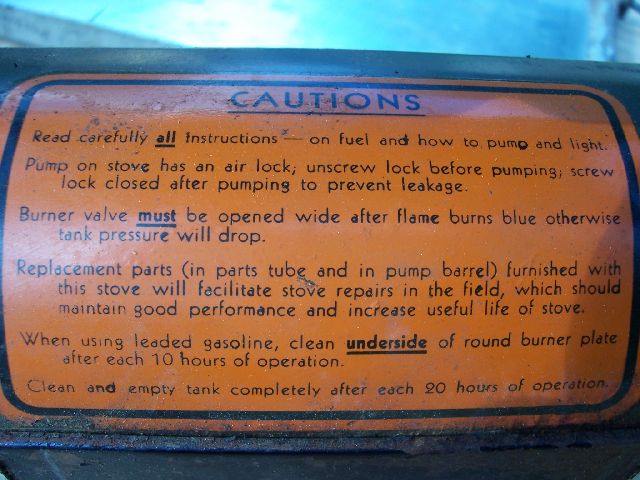 CAUTIONS
Read carefully all instructions — on fuel and how to pump and light.
Pump on stove has an air lock; unscrew lock before pumping; screw
lock closed after pumping to prevent leakage.
Burner valve must be opened wide after flame burns blue otherwise
tank pressure will drop.
Replacement parts (in parts tube and in pump barrel) furnished with
this stove will facilitate stove repairs in the field, which should
maintain good performance and increase useful life of stove.
When using leaded gasoline, clean underside of round burner plate
after each 10 hours of operation.
Clean and empty tank completely after each 20 hours of operation.